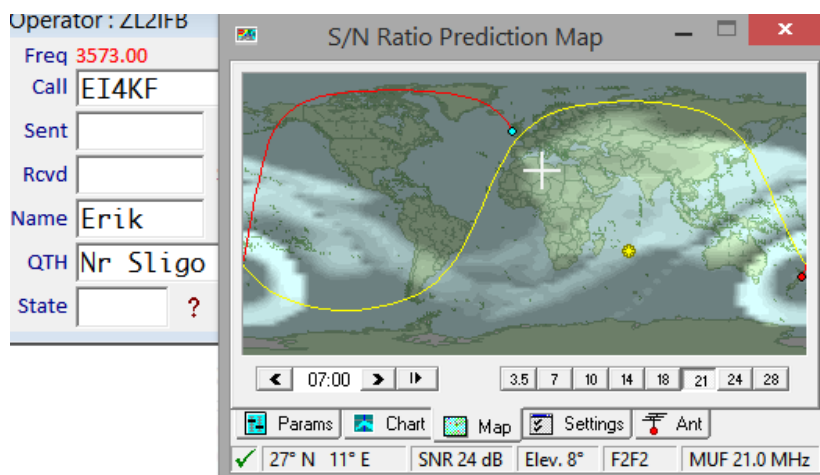 Operator : ZL2IFB
Freq 3573.00
Call EI4KF
Sent
Rcvd
Name Erik
QTH Nr Sligo
State ?
S/N Ratio Prediction Map
07:00 3.5 7 10 14 18 21 24 28
Params Chart Map Settings Ant
27° N 11° E SNR 24 dB Elev. 8° F2F2 MUF 21.0 MHz